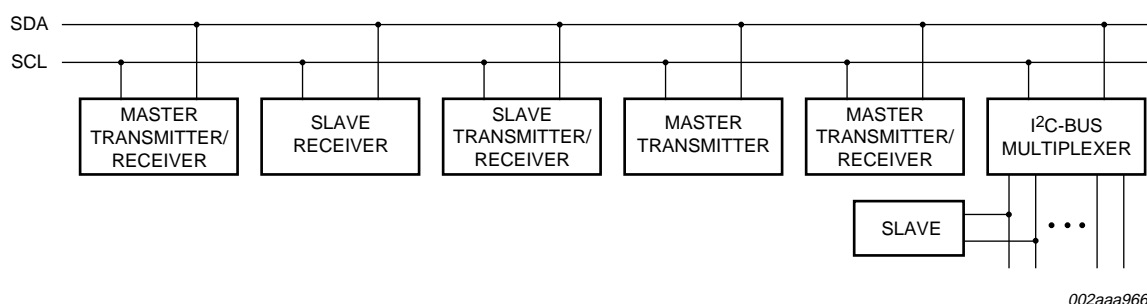 SDA
SCL
MASTER
TRANSMITTER/
RECEIVER
SLAVE
RECEIVER
SLAVE
TRANSMITTER/
RECEIVER
MASTER
TRANSMITTER
MASTER
TRANSMITTER/
RECEIVER
I²C-BUS
MULTIPLEXER
SLAVE
002aaa966